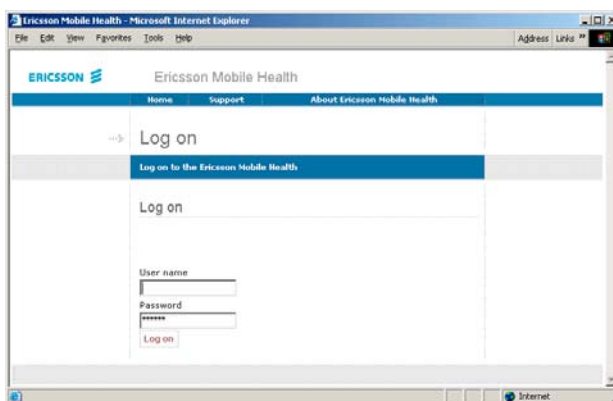 Ericsson Mobile Health - Microsoft Internet Explorer
File Edit View Favorites Tools Help Address Links »
ERICSSON Ericsson Mobile Health
Home Support About Ericsson Mobile Health
Log on
Log on to the Ericsson Mobile Health
Log on
User name
Password
******
Log on
Internet